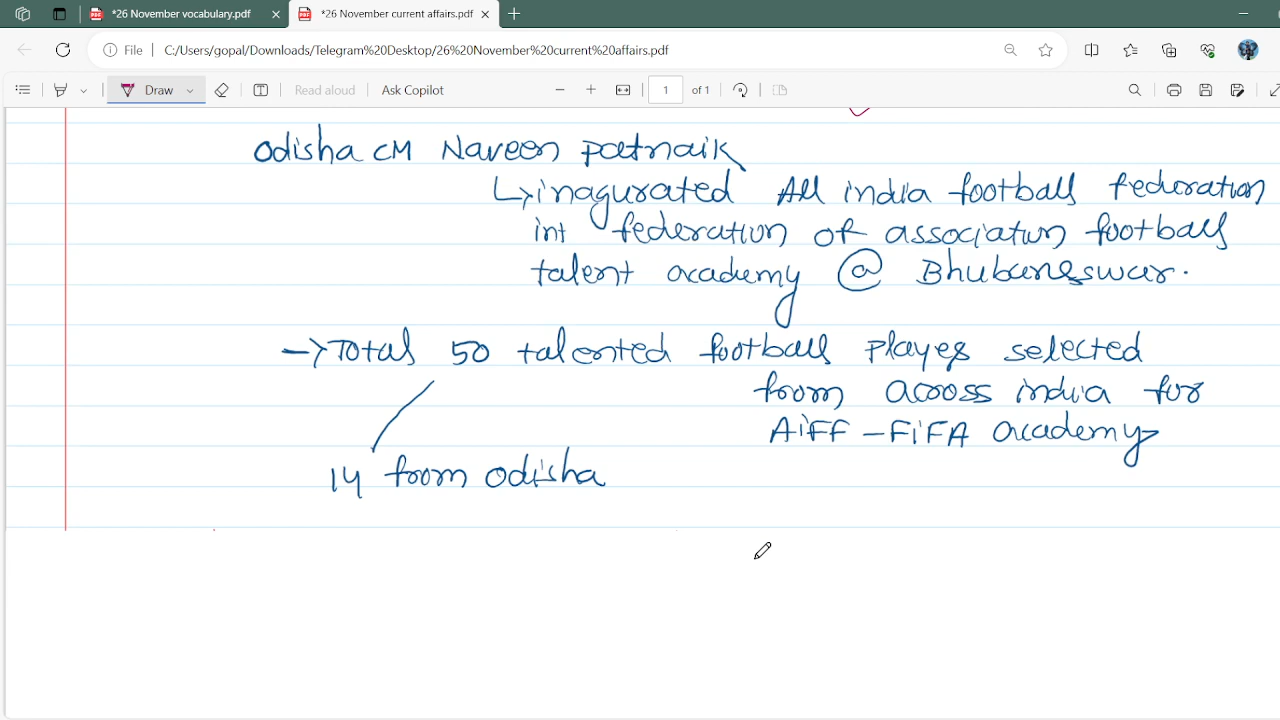 *26 November vocabulary.pdf
*26 November current affairs.pdf
File C:/Users/gopal/Downloads/Telegram%20Desktop/26%20November%20current%20affairs.pdf
Draw Read aloud Ask Copilot 1 of 1
odisha CM Naveen patnaik
inagurated All india football federation
int federation of association football
talent academy @ Bhubaneswar.
Total 50 talented football playes selected
from across india for
AiFF - FiFA academy
14 from odisha